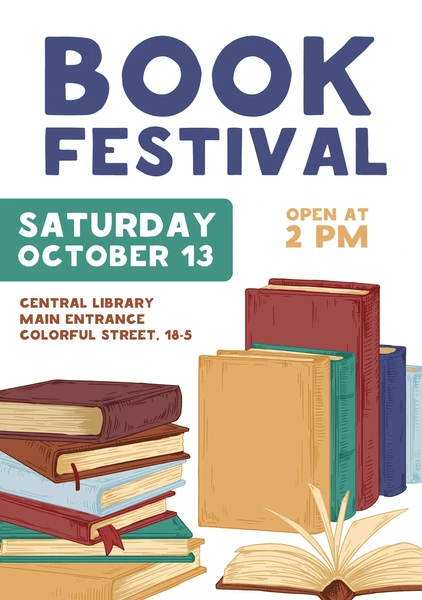 BOOK
FESTIVAL
SATURDAY
OCTOBER 13
OPEN AT
2 PM
CENTRAL LIBRARY
MAIN ENTRANCE
COLORFUL STREET, 18-5